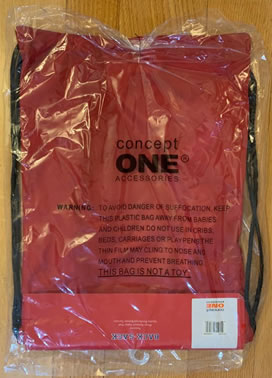 concept
ONE®
ACCESSORIES
WARNING: TO AVOID DANGER OF SUFFOCATION, KEEP
THIS PLASTIC BAG AWAY FROM BABIES
AND CHILDREN DO NOT USE IN CRIBS,
BEDS, CARRIAGES OR PLAYPENS. THE
THIN FILM MAY CLING TO NOSE AND
MOUTH AND PREVENT BREATHING.
THIS BAG IS NOT A TOY.
ONE